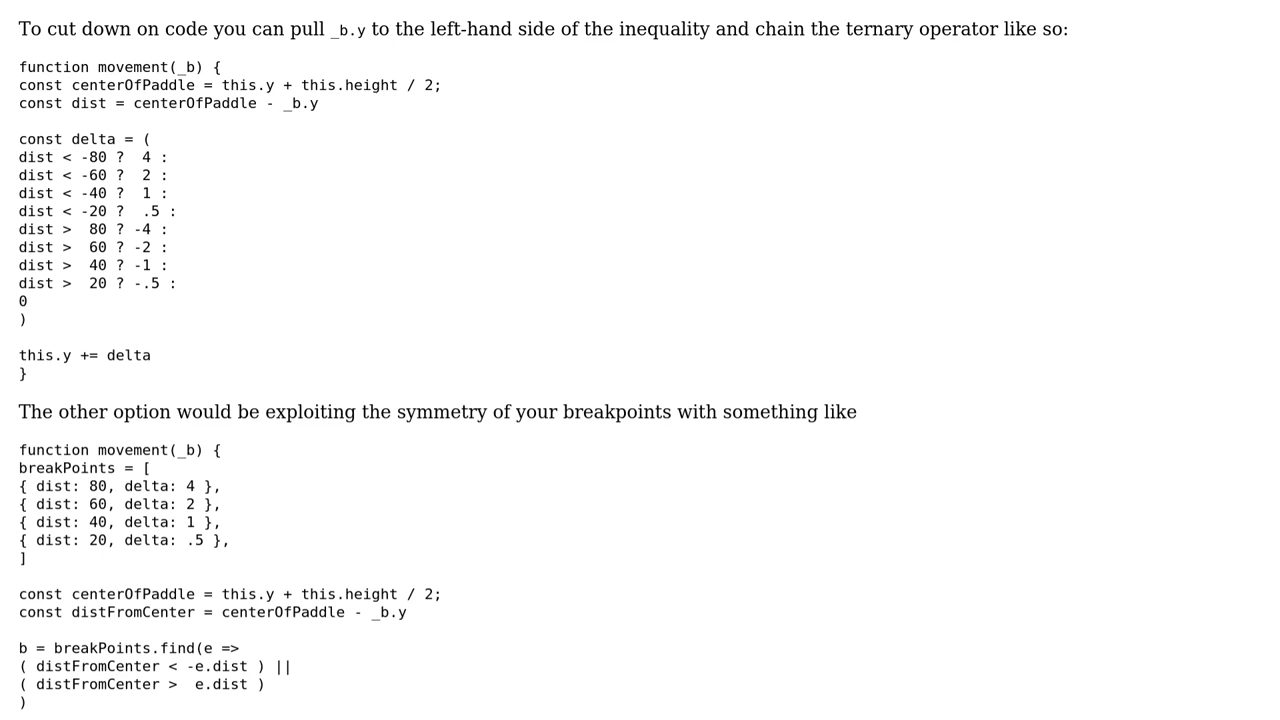 To cut down on code you can pull _b.y to the left-hand side of the inequality and chain the ternary operator like so:
function movement(_b) {
const centerOfPaddle = this.y + this.height / 2;
const dist = centerOfPaddle - _b.y
const delta = (
dist < -80 ?  4 :
dist < -60 ?  2 :
dist < -40 ?  1 :
dist < -20 ?  .5 :
dist >  80 ? -4 :
dist >  60 ? -2 :
dist >  40 ? -1 :
dist >  20 ? -.5 :
0
)
this.y += delta
}
The other option would be exploiting the symmetry of your breakpoints with something like
function movement(_b) {
breakPoints = [
{ dist: 80, delta: 4 },
{ dist: 60, delta: 2 },
{ dist: 40, delta: 1 },
{ dist: 20, delta: .5 },
]
const centerOfPaddle = this.y + this.height / 2;
const distFromCenter = centerOfPaddle - _b.y
b = breakPoints.find(e =>
( distFromCenter < -e.dist ) ||
( distFromCenter >  e.dist )
)